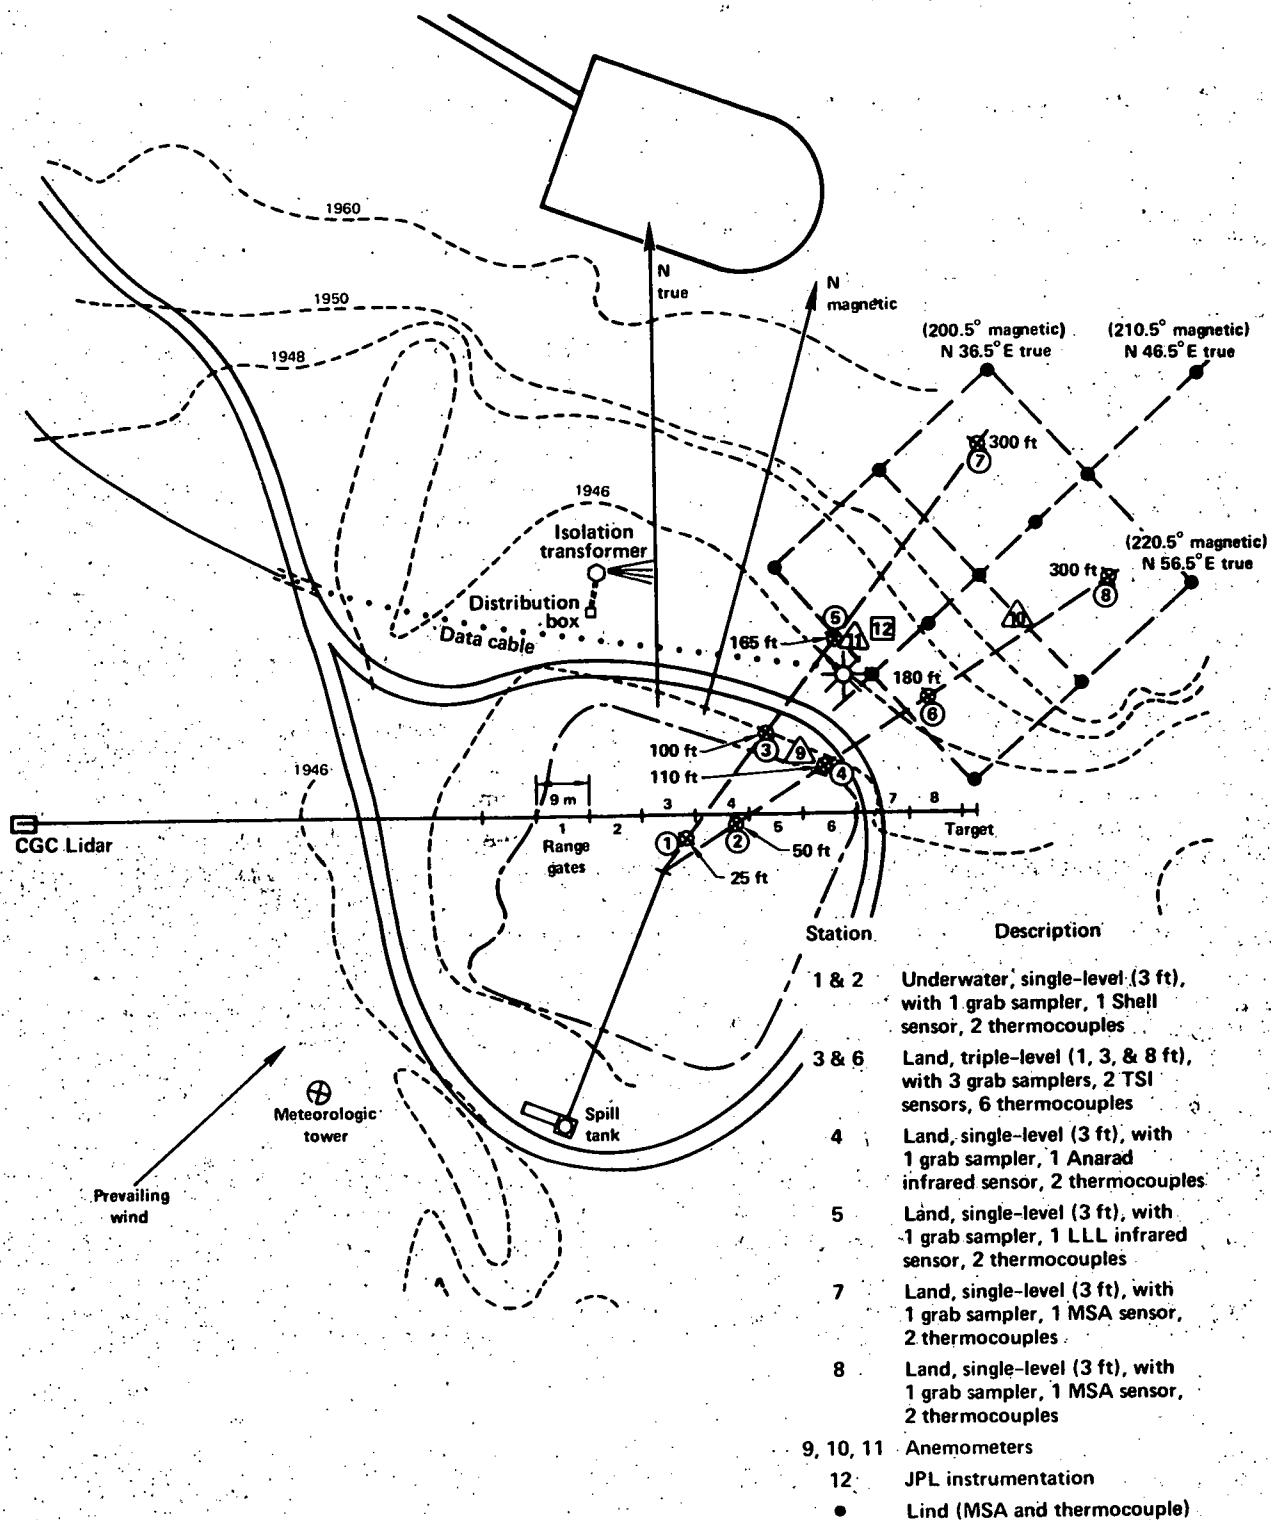 1960
N
true
N
magnetic
1950
(200.5° magnetic)
N 36.5° E true
(210.5° magnetic)
N 46.5° E true
1948
300 ft
7
1946
Isolation
transformer
(220.5° magnetic)
N 56.5° E true
300 ft
8
Distribution
box
Data cable
5
11
12
10
165 ft
180 ft
6
100 ft
3
9
110 ft
4
1946
9 m
3
4
7
8
CGC Lidar
1
2
5
6
Target
Range
gates
1
2
50 ft
25 ft
Spill
tank
Meteorologic
tower
Prevailing
wind
Station Description
1 & 2 Underwater, single-level (3 ft),
with 1 grab sampler, 1 Shell
sensor, 2 thermocouples
3 & 6 Land, triple-level (1, 3, & 8 ft),
with 3 grab samplers, 2 TSI
sensors, 6 thermocouples
4 Land, single-level (3 ft), with
1 grab sampler, 1 Anarad
infrared sensor, 2 thermocouples
5 Land, single-level (3 ft), with
1 grab sampler, 1 LLL infrared
sensor, 2 thermocouples
7 Land, single-level (3 ft), with
1 grab sampler, 1 MSA sensor,
2 thermocouples
8 Land, single-level (3 ft), with
1 grab sampler, 1 MSA sensor,
2 thermocouples
9, 10, 11 Anemometers
12 JPL instrumentation
● Lind (MSA and thermocouple)